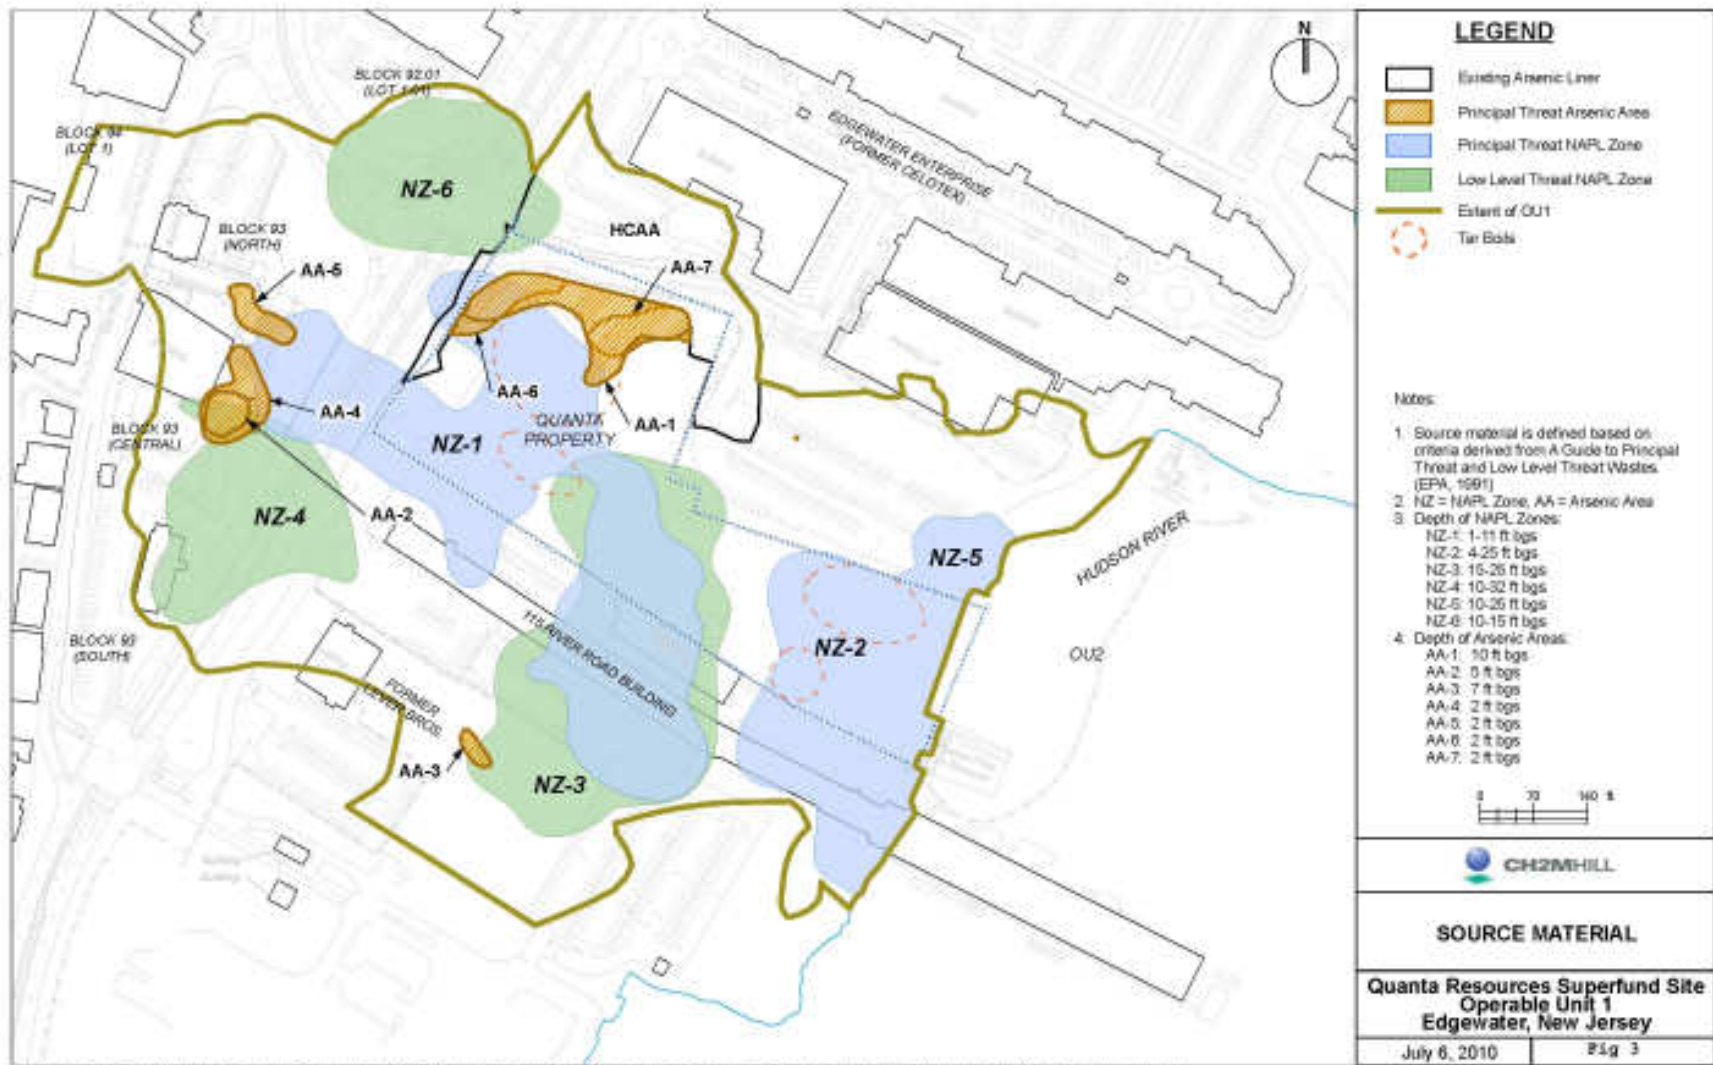 BLOCK 92.01
BLOCK 94
(LOT 1)
NZ-6
BLOCK 93
(NORTH)
AA-5
HCAA
AA-7
EDGEWATER ENTERPRISE
(FORMER CELOTEX)
N
AA-4
AA-6
AA-1
NZ-1
QUANTA
PROPERTY
BLOCK 93
(CENTRAL)
NZ-4
AA-2
NZ-5
HUDSON RIVER
BLOCK 93
(SOUTH)
115 RIVER ROAD BUILDING
NZ-2
OU2
FORMER
LEVER BROS.
AA-3
NZ-3
LEGEND
Existing Arsenic Liner
Principal Threat Arsenic Area
Principal Threat NAPL Zone
Low Level Threat NAPL Zone
Extent of OU1
Tar Boils
Notes:
1. Source material is defined based on
criteria derived from A Guide to Principal
Threat and Low Level Threat Wastes.
(EPA, 1991)
2. NZ = NAPL Zone, AA = Arsenic Area
3. Depth of NAPL Zones:
NZ-1: 1-11 ft bgs
NZ-2: 4-25 ft bgs
NZ-3: 15-25 ft bgs
NZ-4: 10-32 ft bgs
NZ-5: 10-25 ft bgs
NZ-6: 10-15 ft bgs
4. Depth of Arsenic Areas:
AA-1: 10 ft bgs
AA-2: 5 ft bgs
AA-3: 7 ft bgs
AA-4: 2 ft bgs
AA-5: 2 ft bgs
AA-6: 2 ft bgs
AA-7: 2 ft bgs
0 70 140 ft
CH2MHILL
SOURCE MATERIAL
Quanta Resources Superfund Site
Operable Unit 1
Edgewater, New Jersey
July 6, 2010
Fig 3